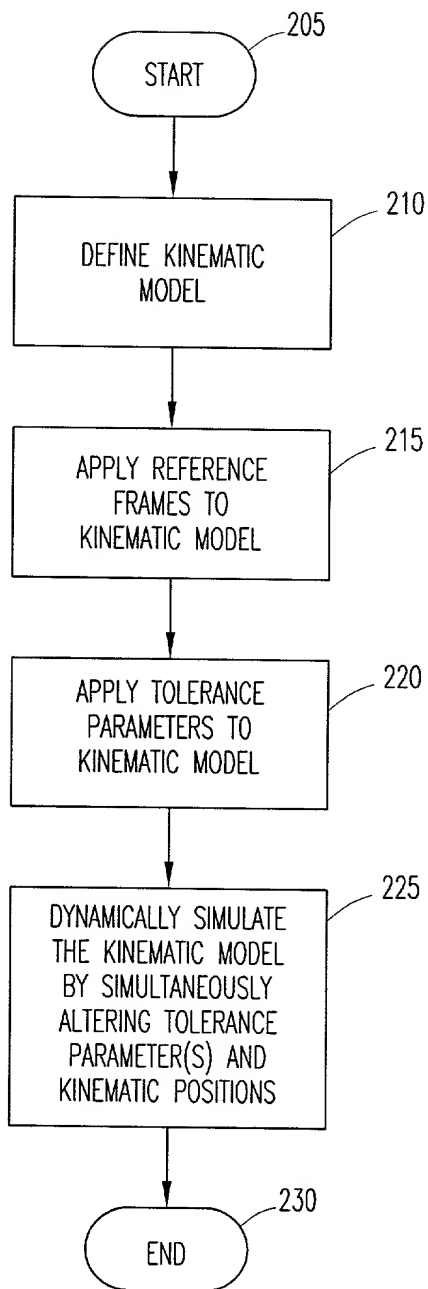 205
START
210
DEFINE KINEMATIC
MODEL
215
APPLY REFERENCE
FRAMES TO
KINEMATIC MODEL
220
APPLY TOLERANCE
PARAMETERS TO
KINEMATIC MODEL
225
DYNAMICALLY SIMULATE
THE KINEMATIC MODEL
BY SIMULTANEOUSLY
ALTERING TOLERANCE
PARAMETER(S) AND
KINEMATIC POSITIONS
230
END